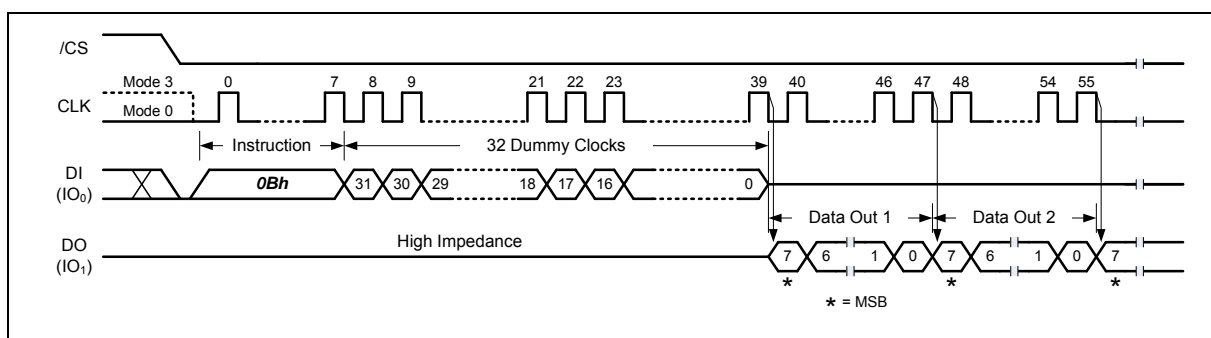 /CS
Mode 3 0 7 8 9 21 22 23 39 40 46 47 48 54 55
CLK Mode 0
Instruction 32 Dummy Clocks
DI
(IO0) 0Bh 31 30 29 18 17 16 0
Data Out 1 Data Out 2
High Impedance
DO
(IO1) 7 6 1 0 7 6 1 0 7
* * *
* = MSB